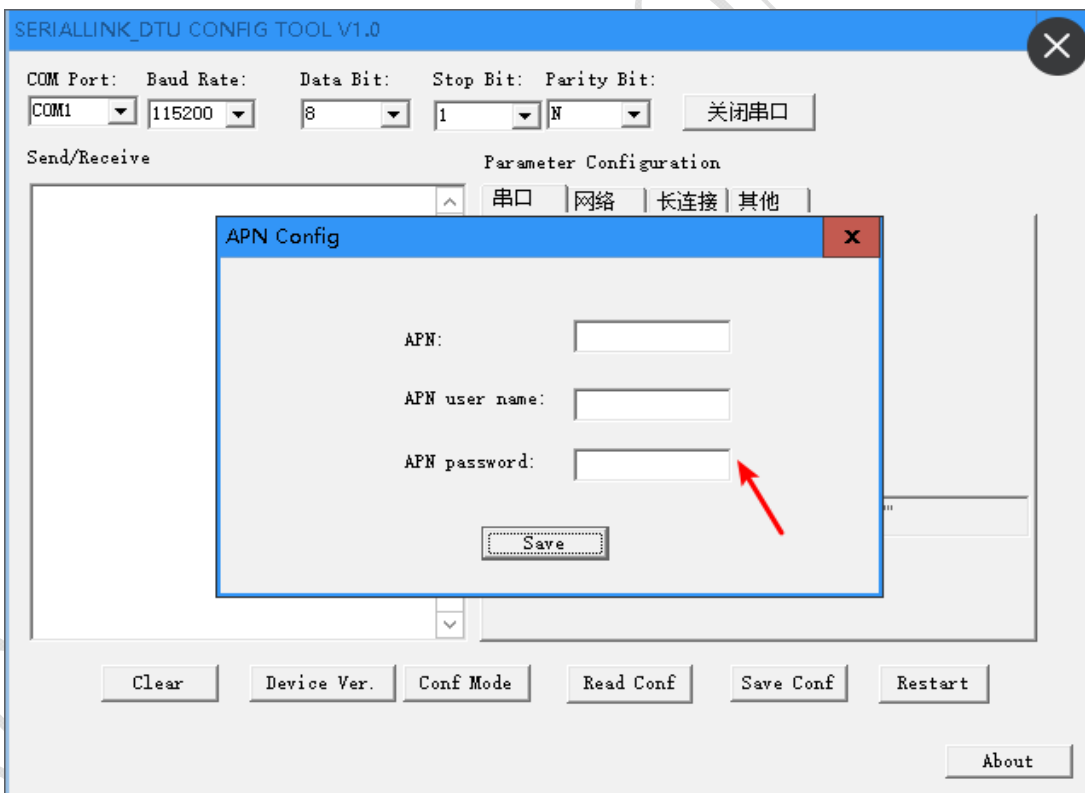 SERIALLINK_DTU CONFIG TOOL V1.0
COM Port: Baud Rate: Data Bit: Stop Bit: Parity Bit:
COM1 115200 8 1 N 关闭串口
Send/Receive Parameter Configuration
串口 网络 长连接 其他
APN Config
APN:
APN user name:
APN password:
Save
Clear Device Ver. Conf Mode Read Conf Save Conf Restart
About